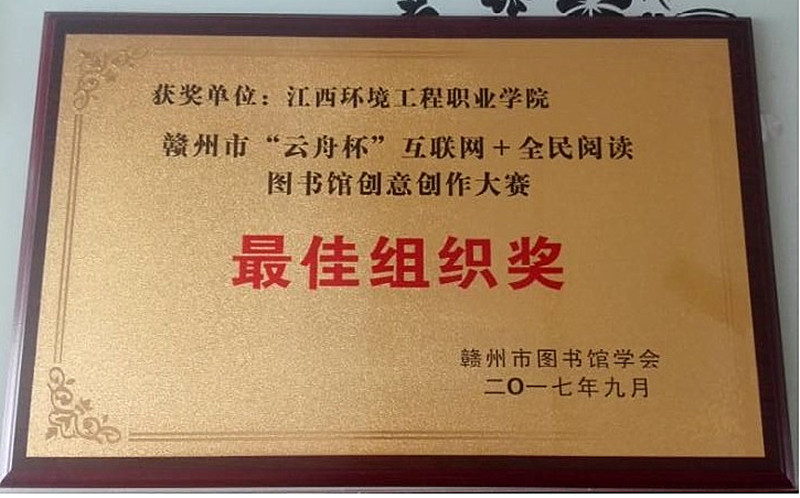 获奖单位：江西环境工程职业学院
赣州市“云舟杯”互联网＋全民阅读
图书馆创意创作大赛
最佳组织奖
赣州市图书馆学会
二〇一七年九月